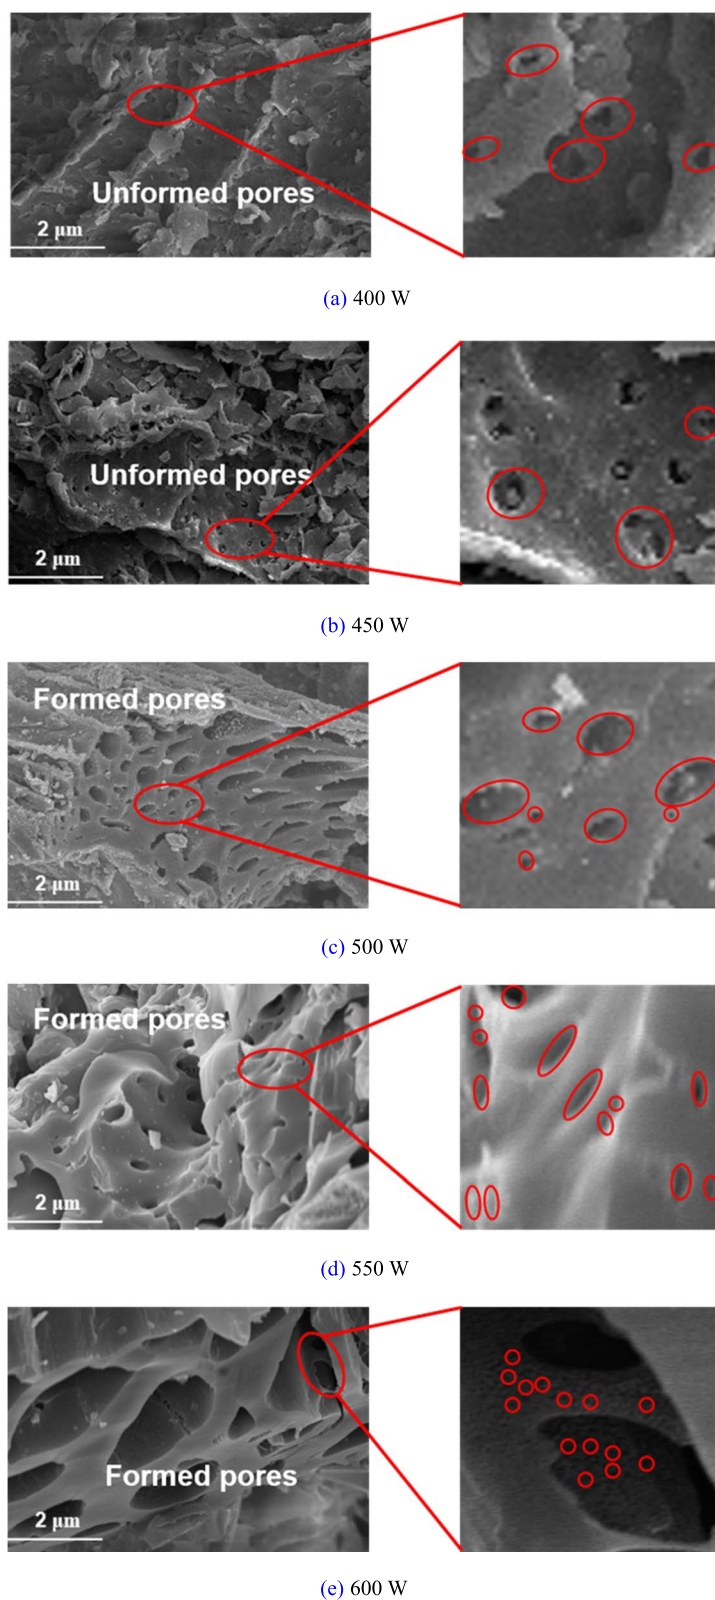 Unformed pores
2 μm
(a) 400 W
Unformed pores
2 μm
(b) 450 W
Formed pores
2 μm
(c) 500 W
Formed pores
2 μm
(d) 550 W
Formed pores
2 μm
(e) 600 W